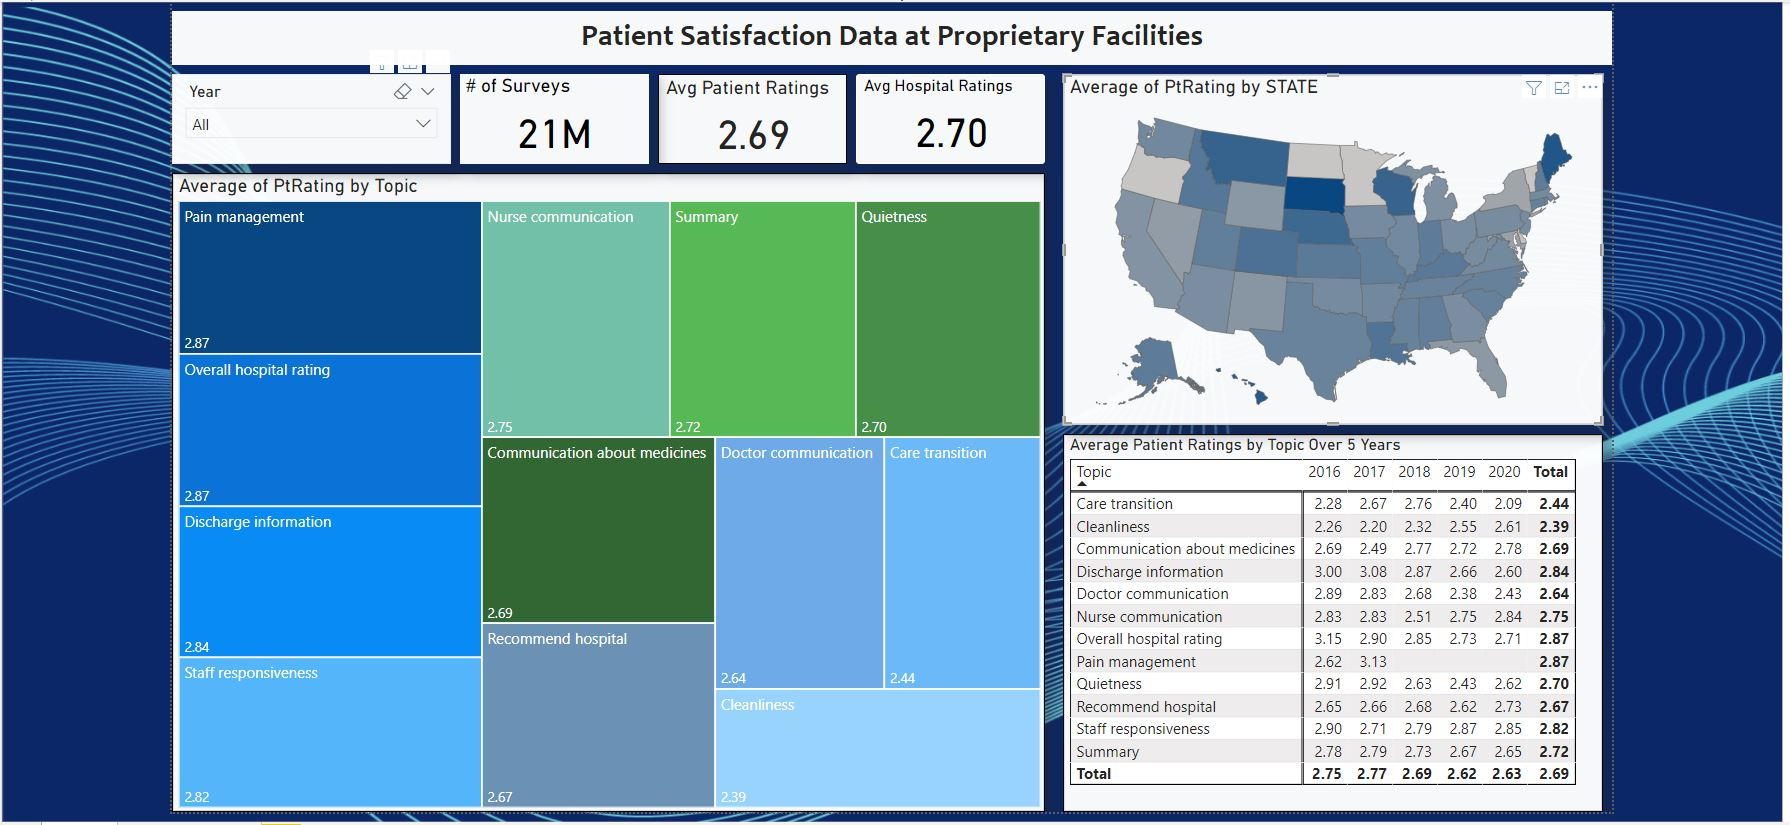 Patient Satisfaction Data at Proprietary Facilities
Year
All
# of Surveys
21M
Avg Patient Ratings
2.69
Avg Hospital Ratings
2.70
Average of PtRating by STATE
Average of PtRating by Topic
Pain management
2.87
Overall hospital rating
2.87
Discharge information
2.84
Staff responsiveness
2.82
Nurse communication
2.75
Summary
2.72
Quietness
2.70
Communication about medicines
2.69
Recommend hospital
2.67
Doctor communication
2.64
Care transition
2.44
Cleanliness
2.39
Average Patient Ratings by Topic Over 5 Years
Topic 2016 2017 2018 2019 2020 Total
Care transition 2.28 2.67 2.76 2.40 2.09 2.44
Cleanliness 2.26 2.20 2.32 2.55 2.61 2.39
Communication about medicines 2.69 2.49 2.77 2.72 2.78 2.69
Discharge information 3.00 3.08 2.87 2.66 2.60 2.84
Doctor communication 2.89 2.83 2.68 2.38 2.43 2.64
Nurse communication 2.83 2.83 2.51 2.75 2.84 2.75
Overall hospital rating 3.15 2.90 2.85 2.73 2.71 2.87
Pain management 2.62 3.13 2.87
Quietness 2.91 2.92 2.63 2.43 2.62 2.70
Recommend hospital 2.65 2.66 2.68 2.62 2.73 2.67
Staff responsiveness 2.90 2.71 2.79 2.87 2.85 2.82
Summary 2.78 2.79 2.73 2.67 2.65 2.72
Total 2.75 2.77 2.69 2.62 2.63 2.69